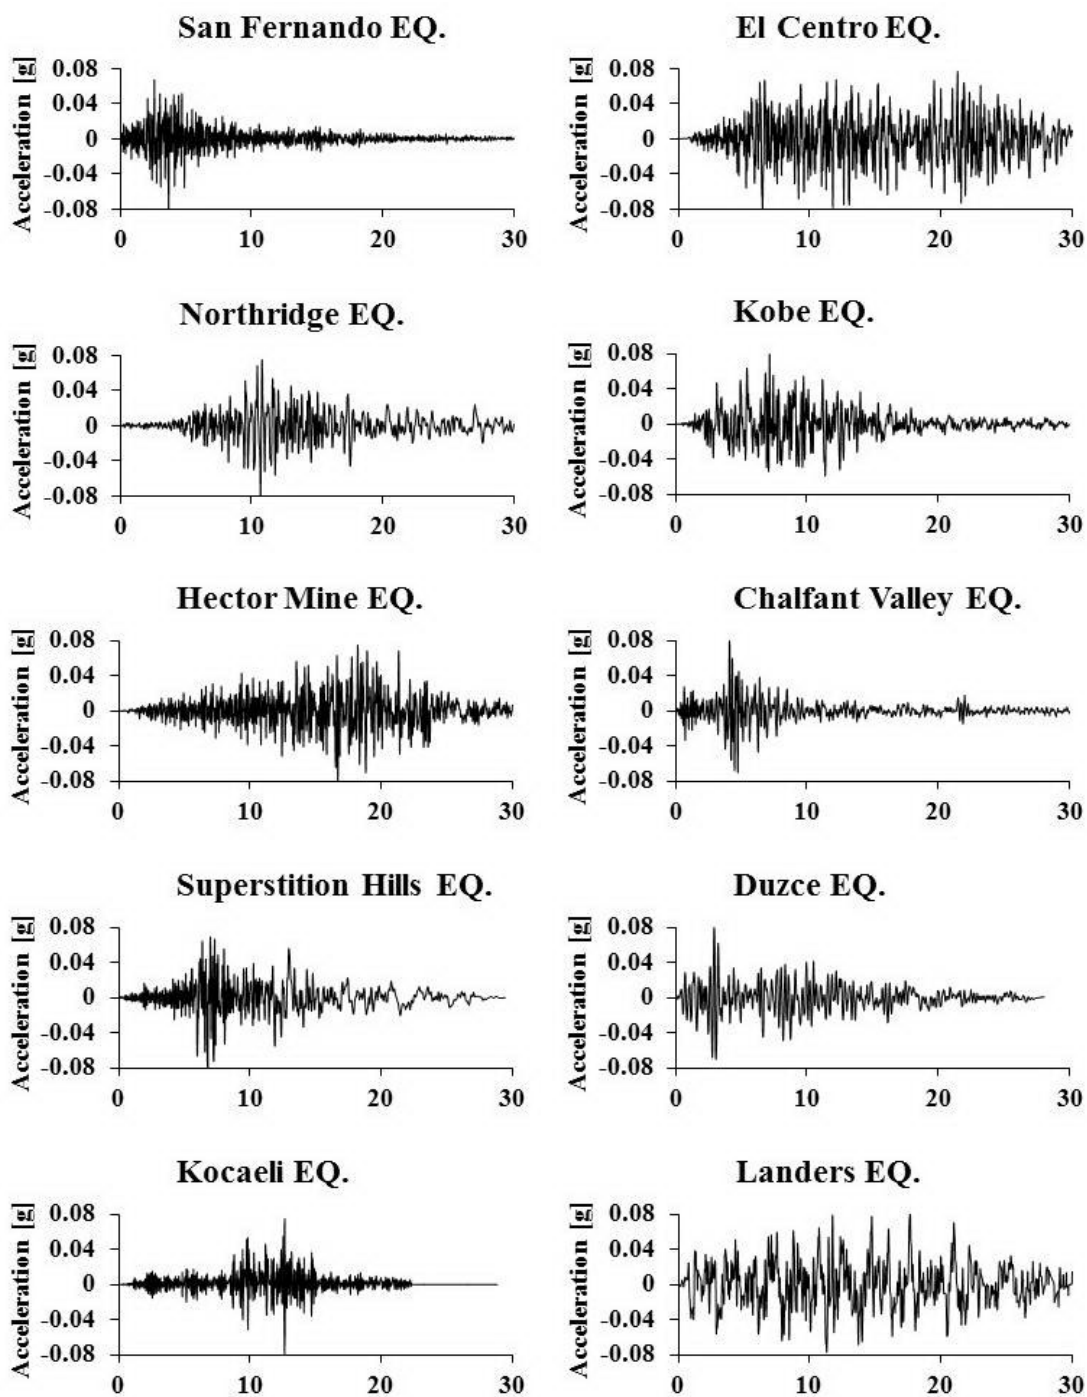 San Fernando EQ.
Acceleration [g]
0.08
0.04
0
-0.04
-0.08
0 10 20 30
El Centro EQ.
Acceleration [g]
0.08
0.04
0
-0.04
-0.08
0 10 20 30
Northridge EQ.
Acceleration [g]
0.08
0.04
0
-0.04
-0.08
0 10 20 30
Kobe EQ.
Acceleration [g]
0.08
0.04
0
-0.04
-0.08
0 10 20 30
Hector Mine EQ.
Acceleration [g]
0.08
0.04
0
-0.04
-0.08
0 10 20 30
Chalfant Valley EQ.
Acceleration [g]
0.08
0.04
0
-0.04
-0.08
0 10 20 30
Superstition Hills EQ.
Acceleration [g]
0.08
0.04
0
-0.04
-0.08
0 10 20 30
Duzce EQ.
Acceleration [g]
0.08
0.04
0
-0.04
-0.08
0 10 20 30
Kocaeli EQ.
Acceleration [g]
0.08
0.04
0
-0.04
-0.08
0 10 20 30
Landers EQ.
Acceleration [g]
0.08
0.04
0
-0.04
-0.08
0 10 20 30